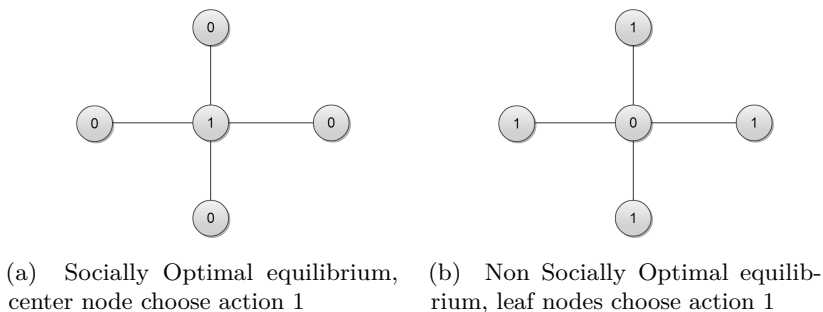 0
0 1 0
0
(a) Socially Optimal equilibrium,
center node choose action 1
1
1 0 1
1
(b) Non Socially Optimal equilib-
rium, leaf nodes choose action 1